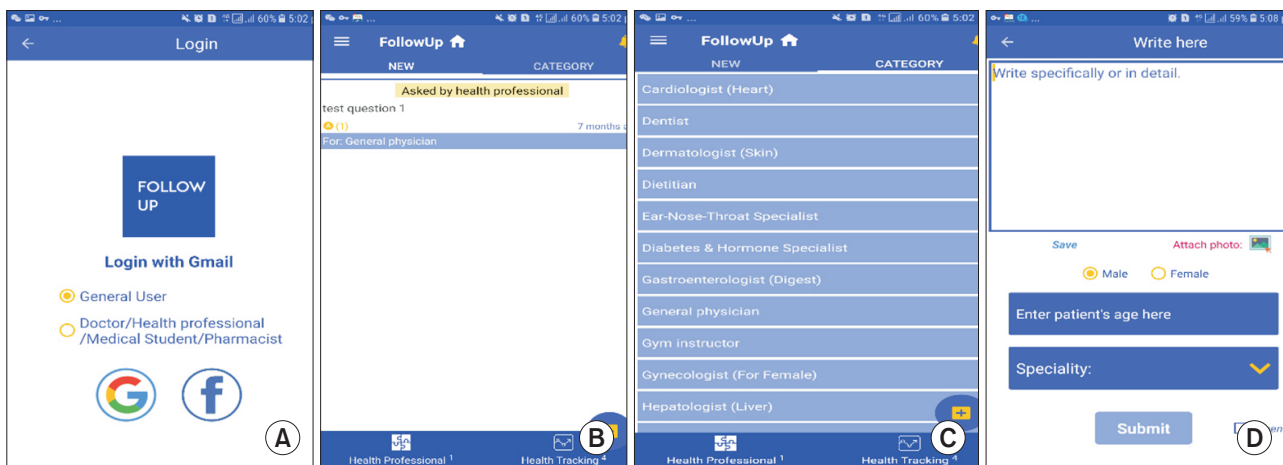 60% 5:02
Login
FOLLOW
UP
Login with Gmail
General User
Doctor/Health professional
/Medical Student/Pharmacist
A
60% 5:02
FollowUp
NEW
CATEGORY
Asked by health professional
test question 1
A (1)
7 months
For: General physician
Health Professional 1
Health Tracking 4
B
60% 5:02
FollowUp
NEW
CATEGORY
Cardiologist (Heart)
Dentist
Dermatologist (Skin)
Dietitian
Ear-Nose-Throat Specialist
Diabetes & Hormone Specialist
Gastroenterologist (Digest)
General physician
Gym instructor
Gynecologist (For Female)
Hepatologist (Liver)
Health Professional 1
Health Tracking 4
C
59% 5:08
Write here
Write specifically or in detail.
Save
Attach photo:
Male
Female
Enter patient's age here
Speciality:
Submit
D